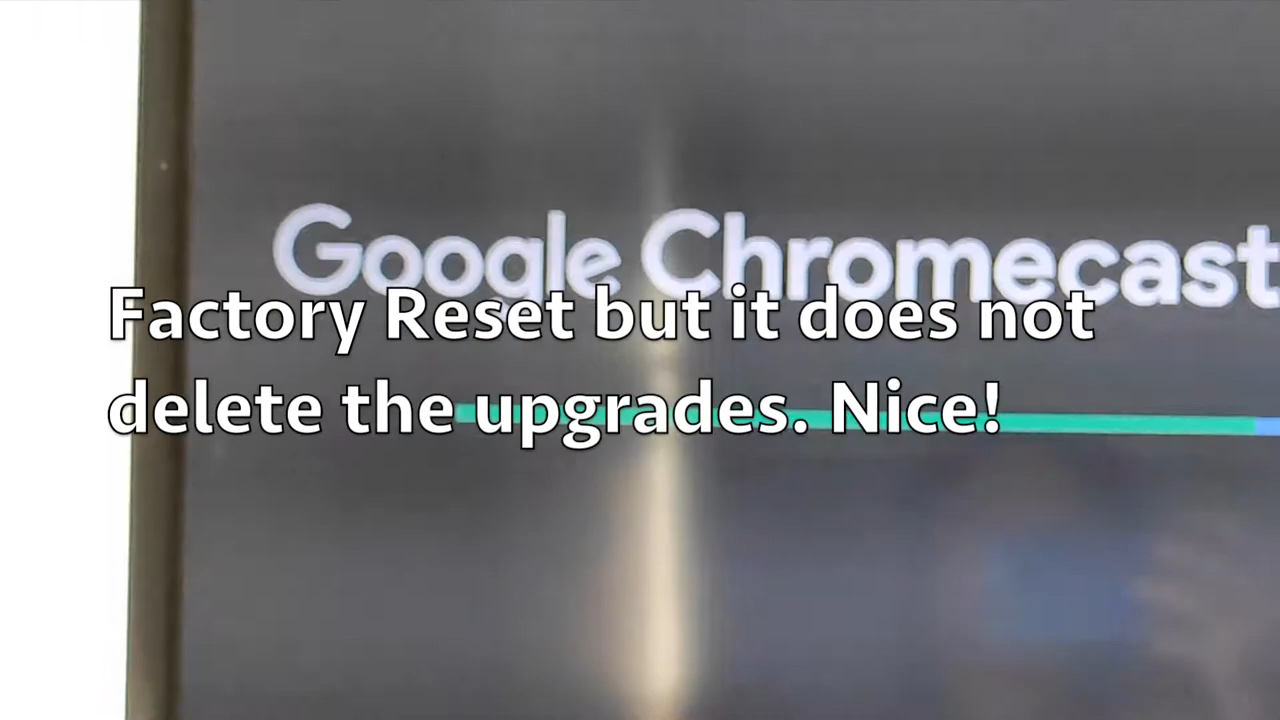 Google Chromecast
Factory Reset but it does not
delete the upgrades. Nice!